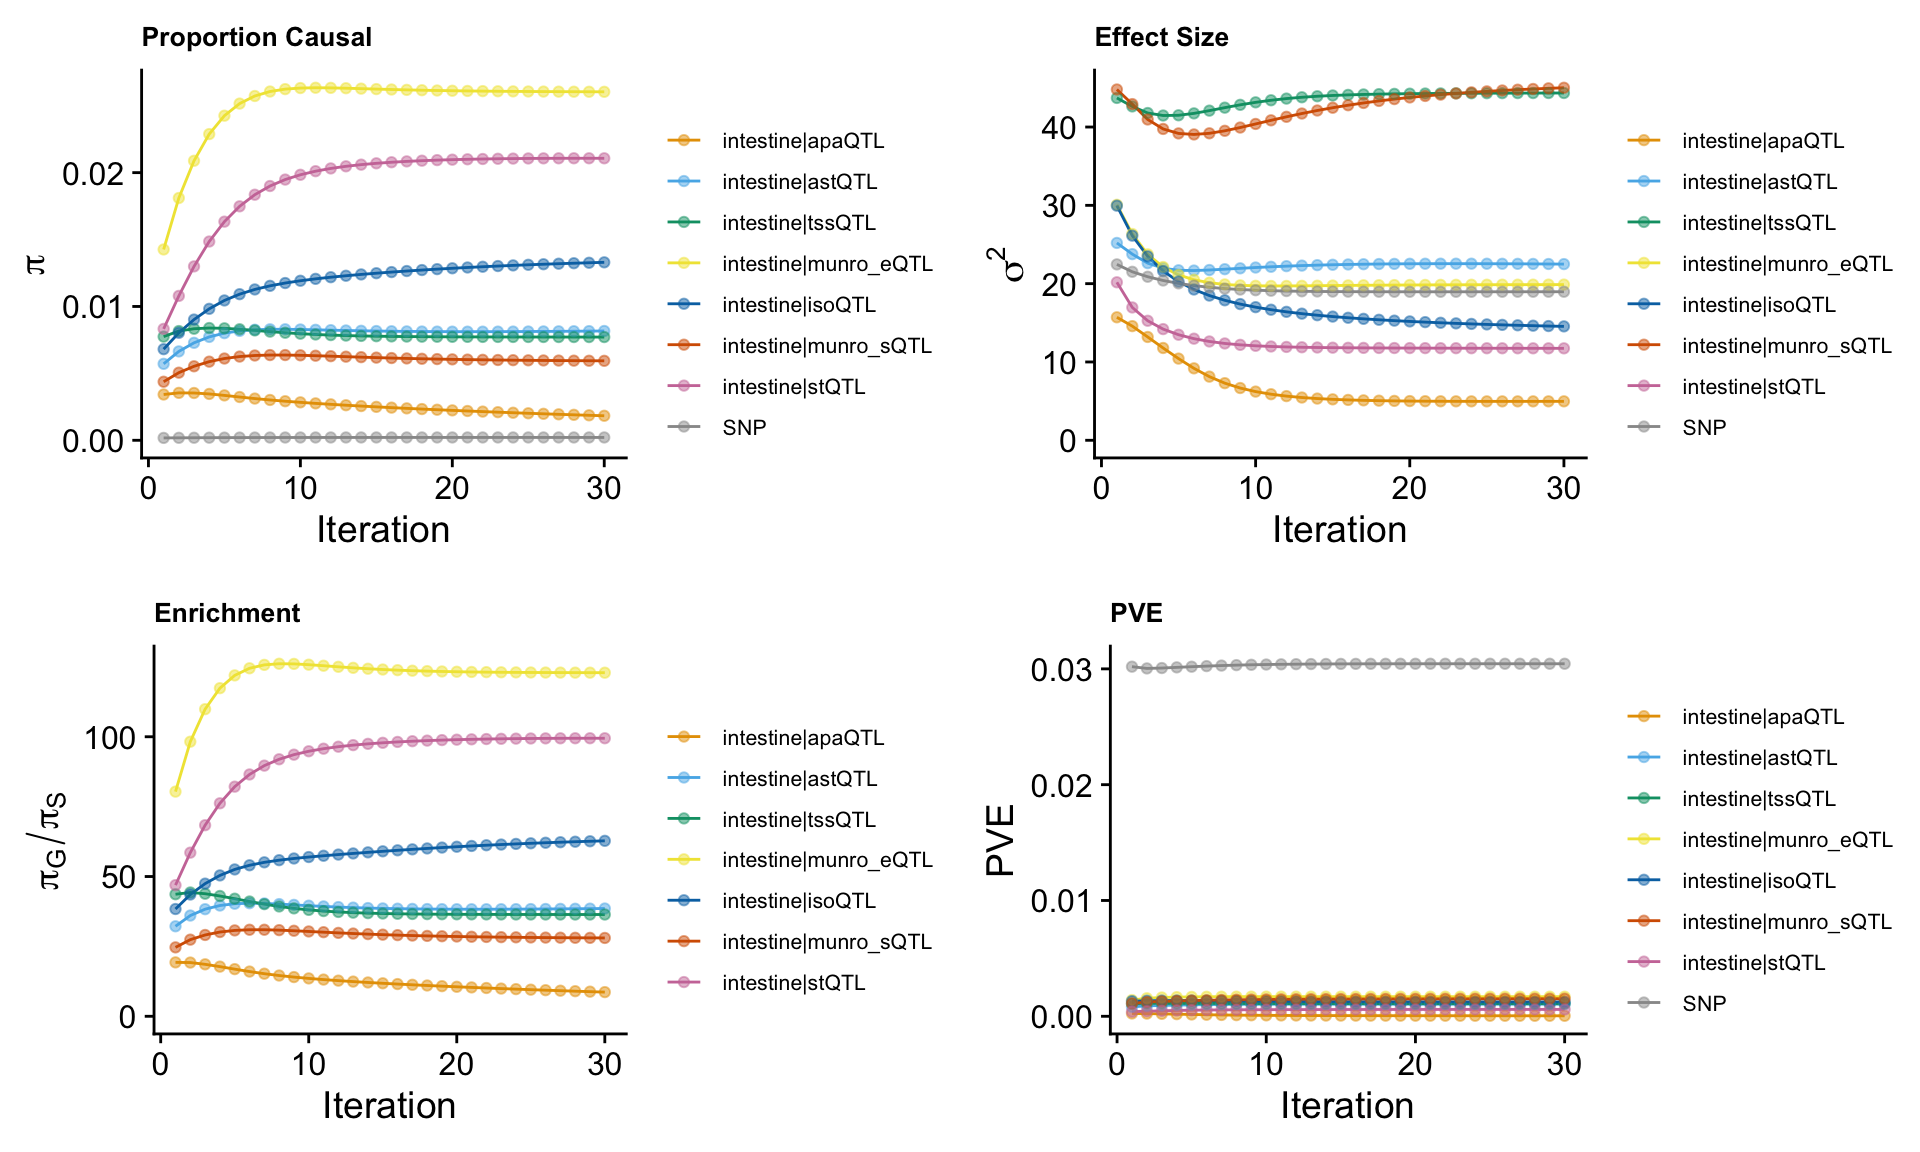 Proportion Causal
π
0.02
0.01
0.00
0
10
20
30
Iteration
intestine|apaQTL
intestine|astQTL
intestine|tssQTL
intestine|munro_eQTL
intestine|isoQTL
intestine|munro_sQTL
intestine|stQTL
SNP
Effect Size
σ²
40
30
20
10
0
0
10
20
30
Iteration
intestine|apaQTL
intestine|astQTL
intestine|tssQTL
intestine|munro_eQTL
intestine|isoQTL
intestine|munro_sQTL
intestine|stQTL
SNP
Enrichment
πG/πS
100
50
0
0
10
20
30
Iteration
intestine|apaQTL
intestine|astQTL
intestine|tssQTL
intestine|munro_eQTL
intestine|isoQTL
intestine|munro_sQTL
intestine|stQTL
PVE
PVE
0.03
0.02
0.01
0.00
0
10
20
30
Iteration
intestine|apaQTL
intestine|astQTL
intestine|tssQTL
intestine|munro_eQTL
intestine|isoQTL
intestine|munro_sQTL
intestine|stQTL
SNP